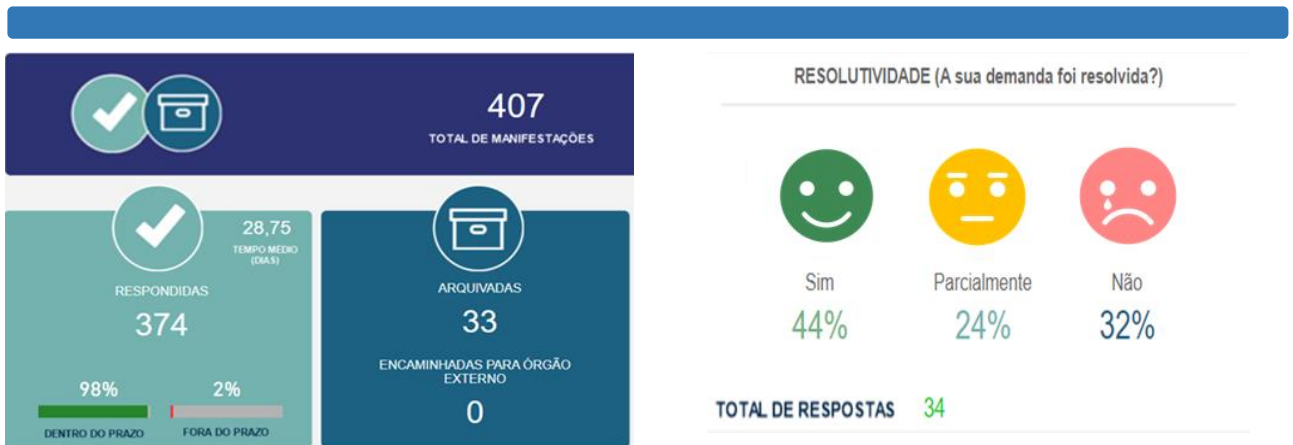 407
TOTAL DE MANIFESTAÇÕES
28,75
TEMPO MEDIO
(DIAS)
RESPONDIDAS
374
98%
2%
DENTRO DO PRAZO
FORA DO PRAZO
ARQUIVADAS
33
ENCAMINHADAS PARA ÓRGÃO
EXTERNO
0
RESOLUTIVIDADE (A sua demanda foi resolvida?)
Sim
Parcialmente
Não
44%
24%
32%
TOTAL DE RESPOSTAS 34